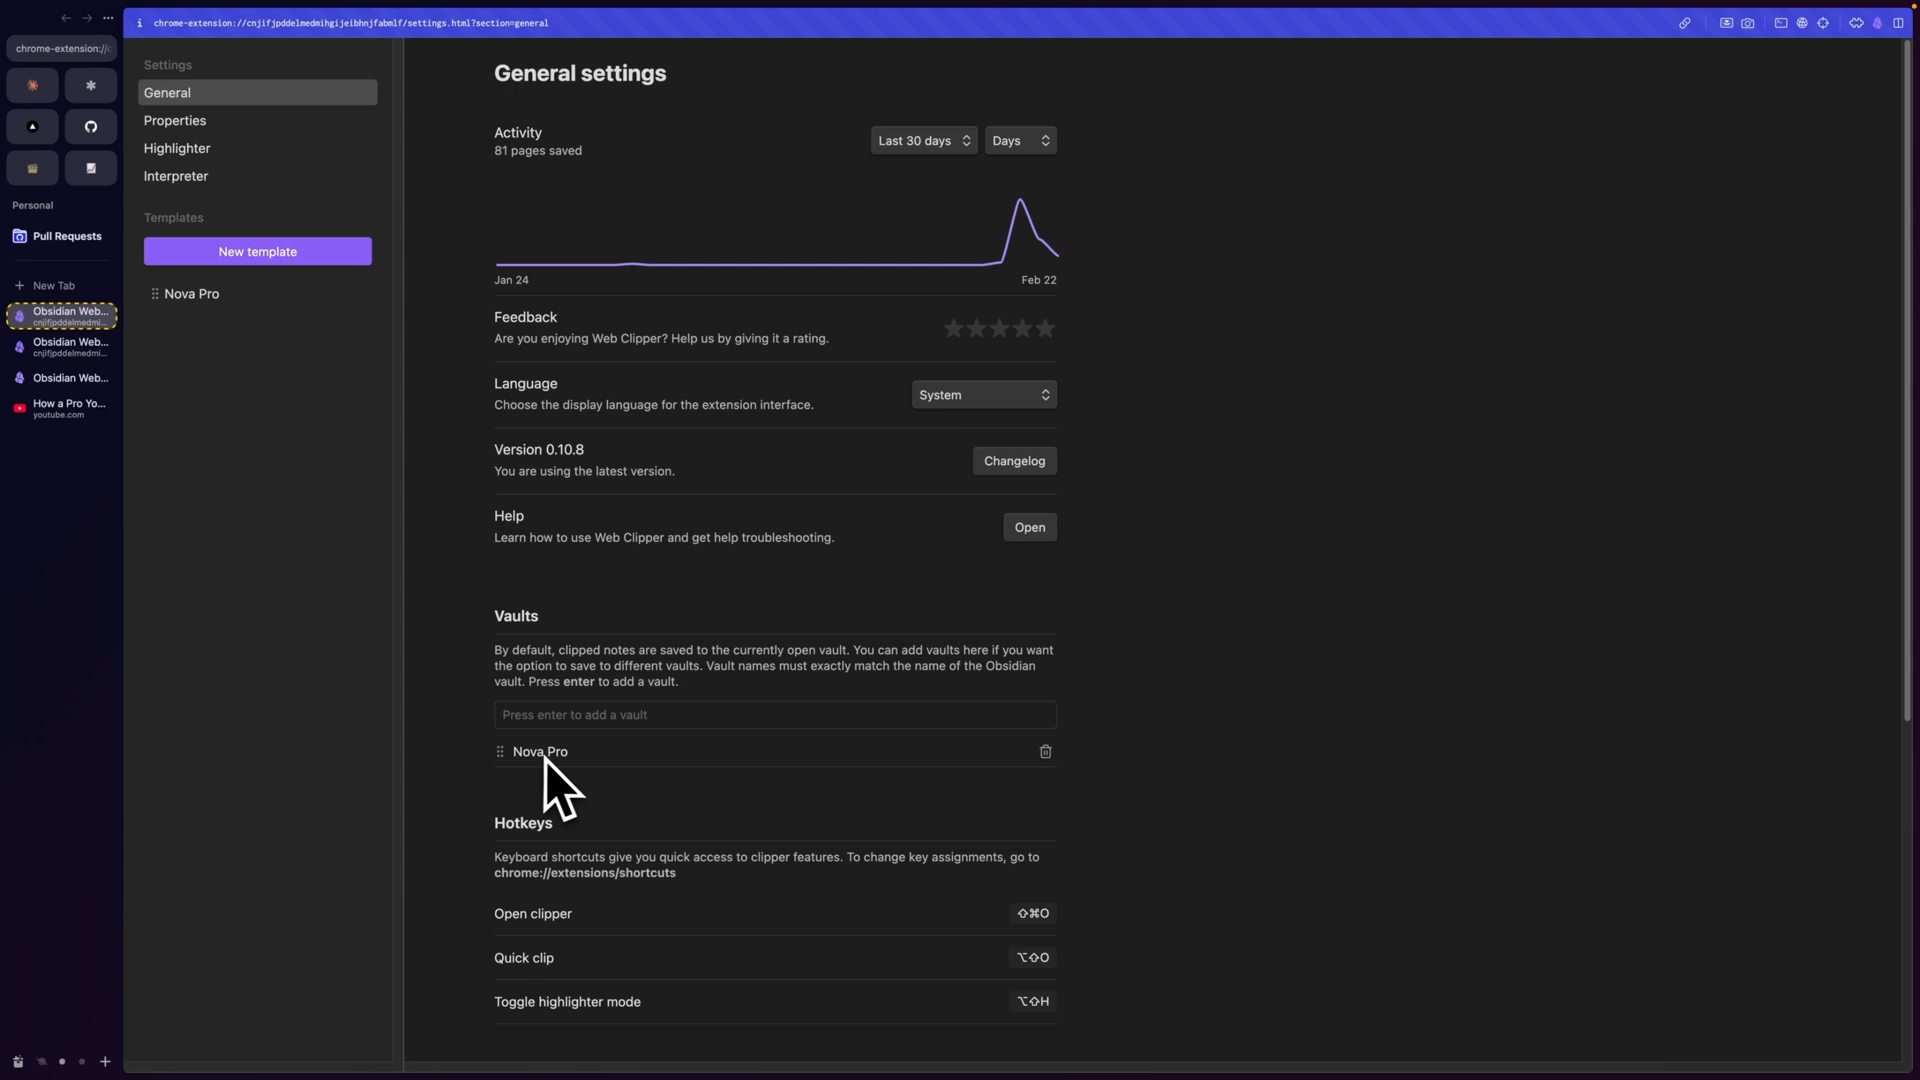 chrome-extension://cnjifjpddelmedmihgijeibhnjfabmlf/settings.html?section=general
chrome-extension://
Personal
Pull Requests
New Tab
Obsidian Web...
cnjifjpddelmedmi...
Obsidian Web...
cnjifjpddelmedmi...
Obsidian Web...
How a Pro Yo...
youtube.com
Settings
General
Properties
Highlighter
Interpreter
Templates
New template
Nova Pro
General settings
Activity
81 pages saved
Last 30 days
Days
Jan 24
Feb 22
Feedback
Are you enjoying Web Clipper? Help us by giving it a rating.
Language
Choose the display language for the extension interface.
System
Version 0.10.8
You are using the latest version.
Changelog
Help
Learn how to use Web Clipper and get help troubleshooting.
Open
Vaults
By default, clipped notes are saved to the currently open vault. You can add vaults here if you want
the option to save to different vaults. Vault names must exactly match the name of the Obsidian
vault. Press enter to add a vault.
Press enter to add a vault
Nova Pro
Hotkeys
Keyboard shortcuts give you quick access to clipper features. To change key assignments, go to
chrome://extensions/shortcuts
Open clipper
⇧⌘O
Quick clip
⌥⇧O
Toggle highlighter mode
⌥⇧H